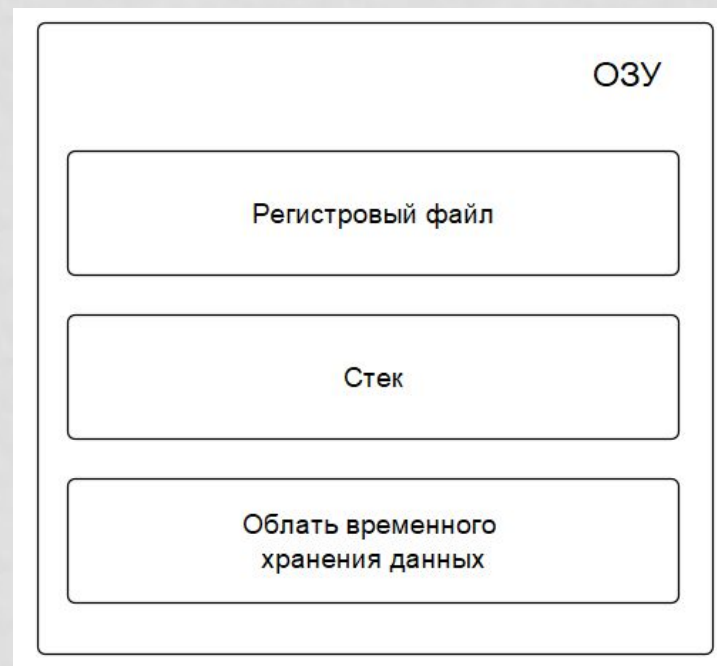 ОЗУ
Регистровый файл
Стек
Облать временного
хранения данных